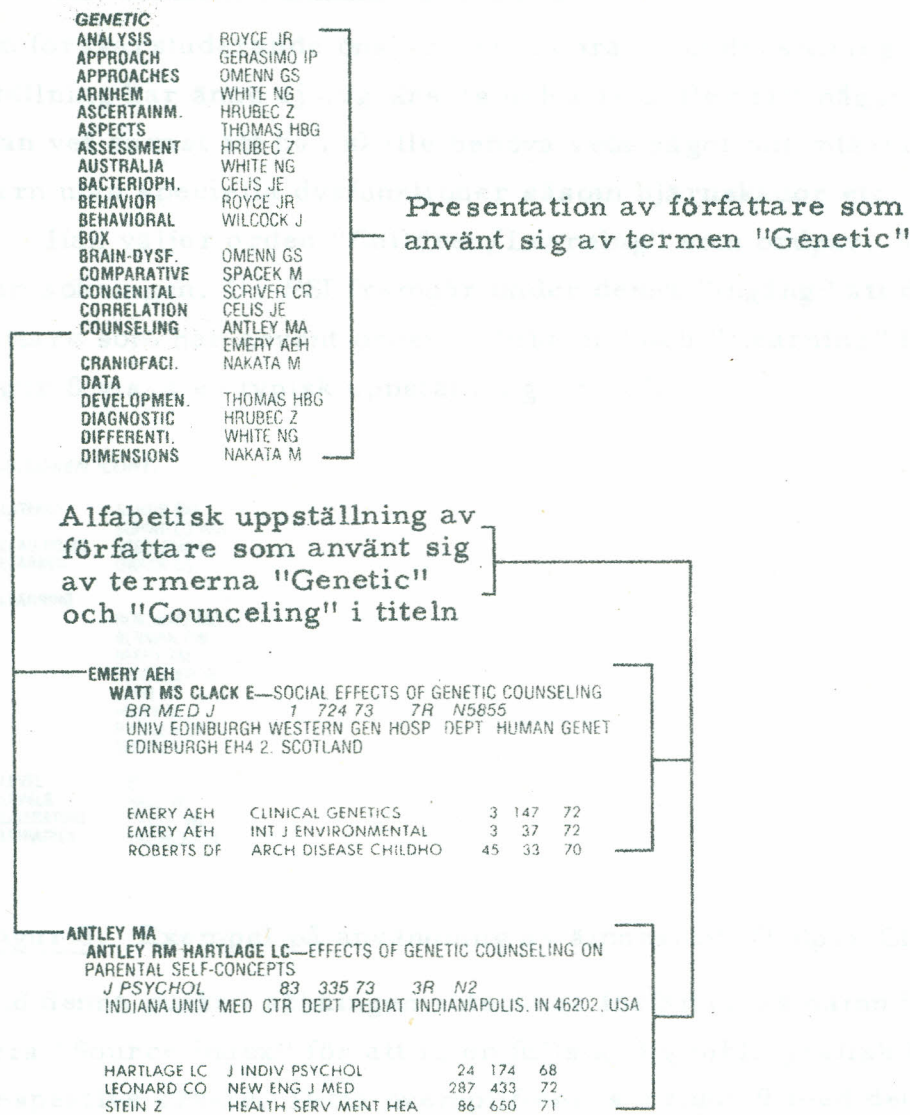 GENETIC
ANALYSIS ROYCE JR
APPROACH GERASIMO IP
APPROACHES OMENN GS
ARNHEM WHITE NG
ASCERTAINM. HRUBEC Z
ASPECTS THOMAS HBG
ASSESSMENT HRUBEC Z
AUSTRALIA WHITE NG
BACTERIOPH. CELIS JE
BEHAVIOR ROYCE JR
BEHAVIORAL WILCOCK J
BOX
BRAIN-DYSF. OMENN GS
COMPARATIVE SPACEK M
CONGENITAL SCRIVER CR
CORRELATION CELIS JE
COUNSELING ANTLEY MA
EMERY AEH
CRANIOFACI. NAKATA M
DATA
DEVELOPMEN. THOMAS HBG
DIAGNOSTIC HRUBEC Z
DIFFERENTI. WHITE NG
DIMENSIONS NAKATA M
Presentation av författare som
använt sig av termen "Genetic"
Alfabetisk uppställning av
författare som använt sig
av termerna "Genetic"
och "Counceling" i titeln
EMERY AEH
WATT MS CLACK E—SOCIAL EFFECTS OF GENETIC COUNSELING
BR MED J 1 724 73 7R N5855
UNIV EDINBURGH WESTERN GEN HOSP DEPT HUMAN GENET
EDINBURGH EH4 2. SCOTLAND
EMERY AEH CLINICAL GENETICS 3 147 72
EMERY AEH INT J ENVIRONMENTAL 3 37 72
ROBERTS DF ARCH DISEASE CHILDHO 45 33 70
ANTLEY MA
ANTLEY RM HARTLAGE LC—EFFECTS OF GENETIC COUNSELING ON
PARENTAL SELF-CONCEPTS
J PSYCHOL 83 335 73 3R N2
INDIANA UNIV MED CTR DEPT PEDIAT INDIANAPOLIS. IN 46202, USA
HARTLAGE LC J INDIV PSYCHOL 24 174 68
LEONARD CO NEW ENG J MED 287 433 72
STEIN Z HEALTH SERV MENT HEA 86 650 71